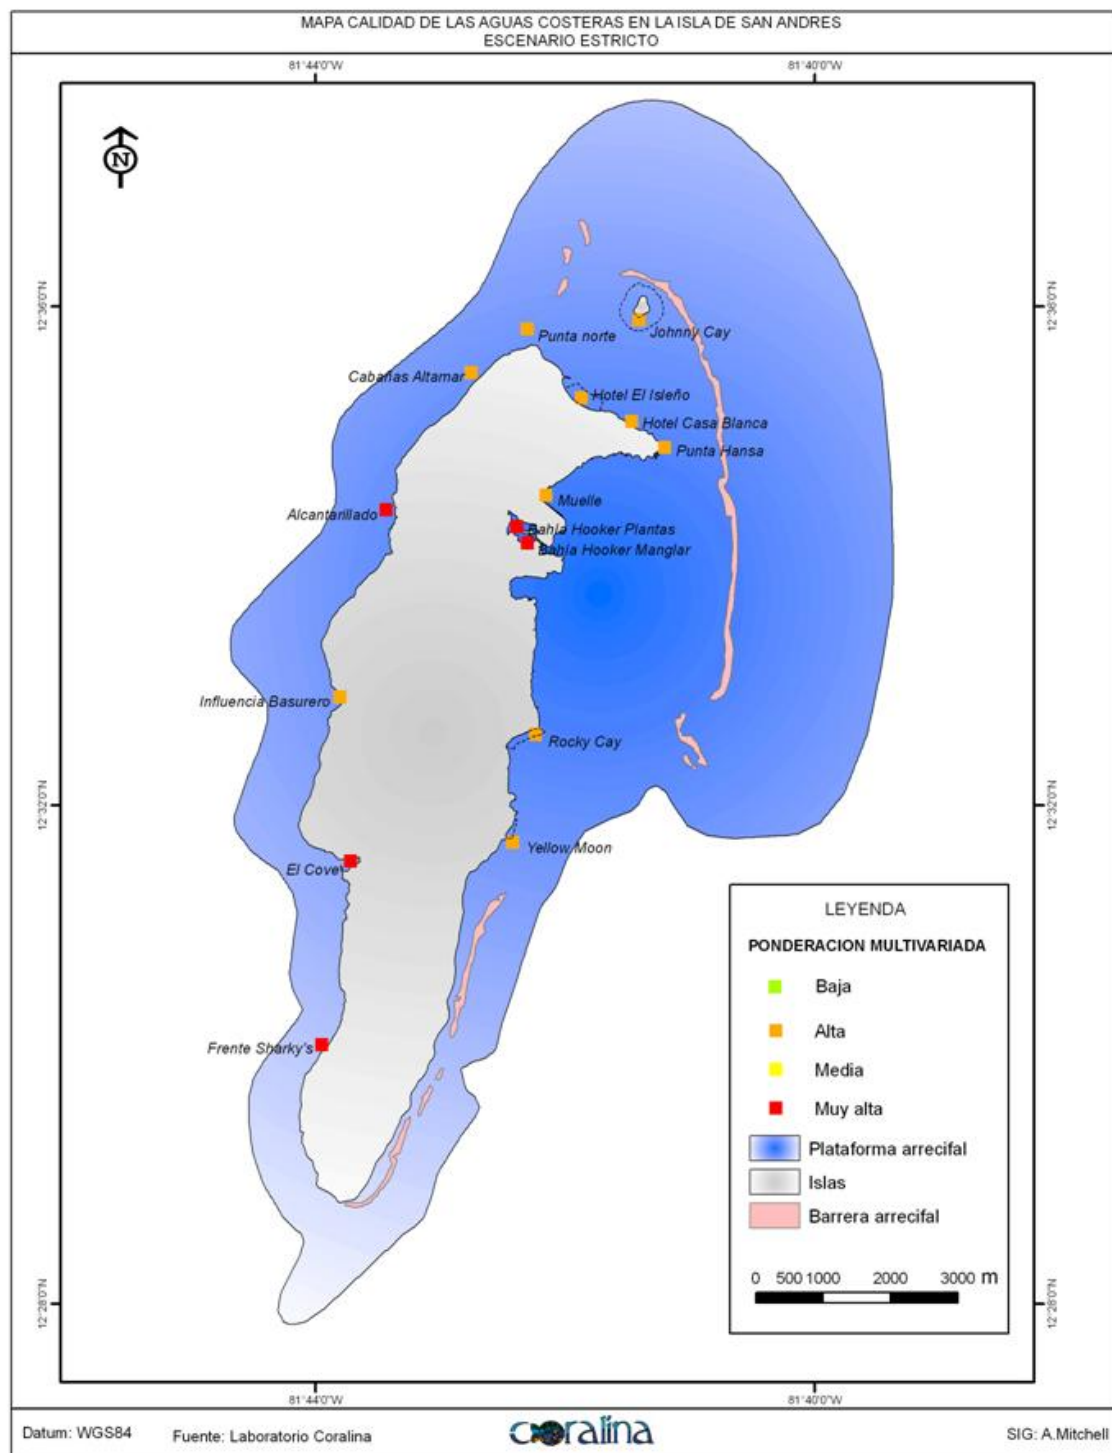 MAPA CALIDAD DE LAS AGUAS COSTERAS EN LA ISLA DE SAN ANDRES
ESCENARIO ESTRICTO
81°44'0"W
81°40'0"W
N
12°36'0"N
12°36'0"N
Punta norte
Johnny Cay
Cabañas Altamar
Hotel El Isleño
Hotel Casa Blanca
Punta Hansa
Muelle
Alcantarillado
Bahía Hooker Plantas
Bahía Hooker Manglar
Influencia Basurero
Rocky Cay
12°32'0"N
12°32'0"N
Yellow Moon
El Cove
Frente Sharky's
LEYENDA
PONDERACION MULTIVARIADA
Baja
Alta
Media
Muy alta
Plataforma arrecifal
Islas
Barrera arrecifal
0 500 1000 2000 3000 m
12°28'0"N
12°28'0"N
81°44'0"W
81°40'0"W
Datum: WGS84
Fuente: Laboratorio Coralina
coralina
SIG: A.Mitchell